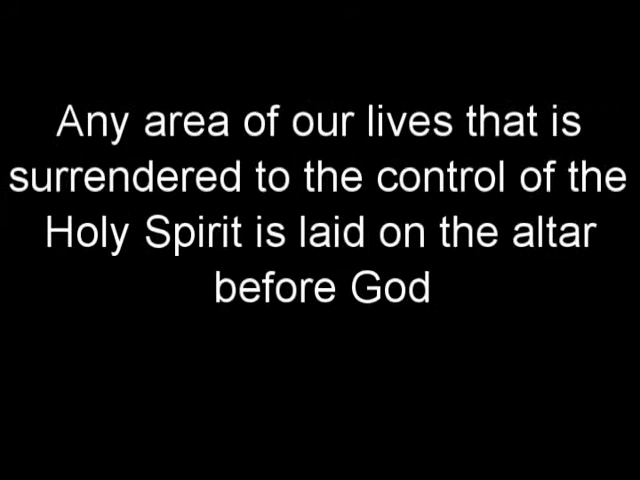 Any area of our lives that is
surrendered to the control of the
Holy Spirit is laid on the altar
before God